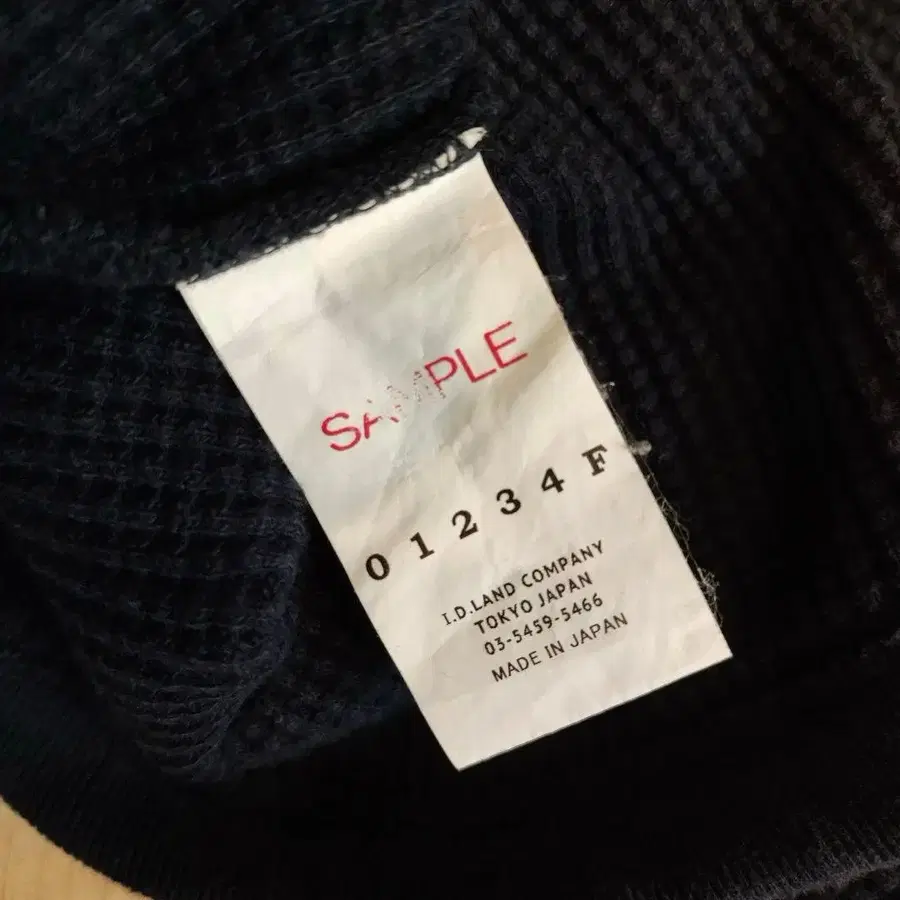 SAMPLE
0 1 2 3 4 F
I.D.LAND COMPANY
TOKYO JAPAN
03-5459-5466
MADE IN JAPAN